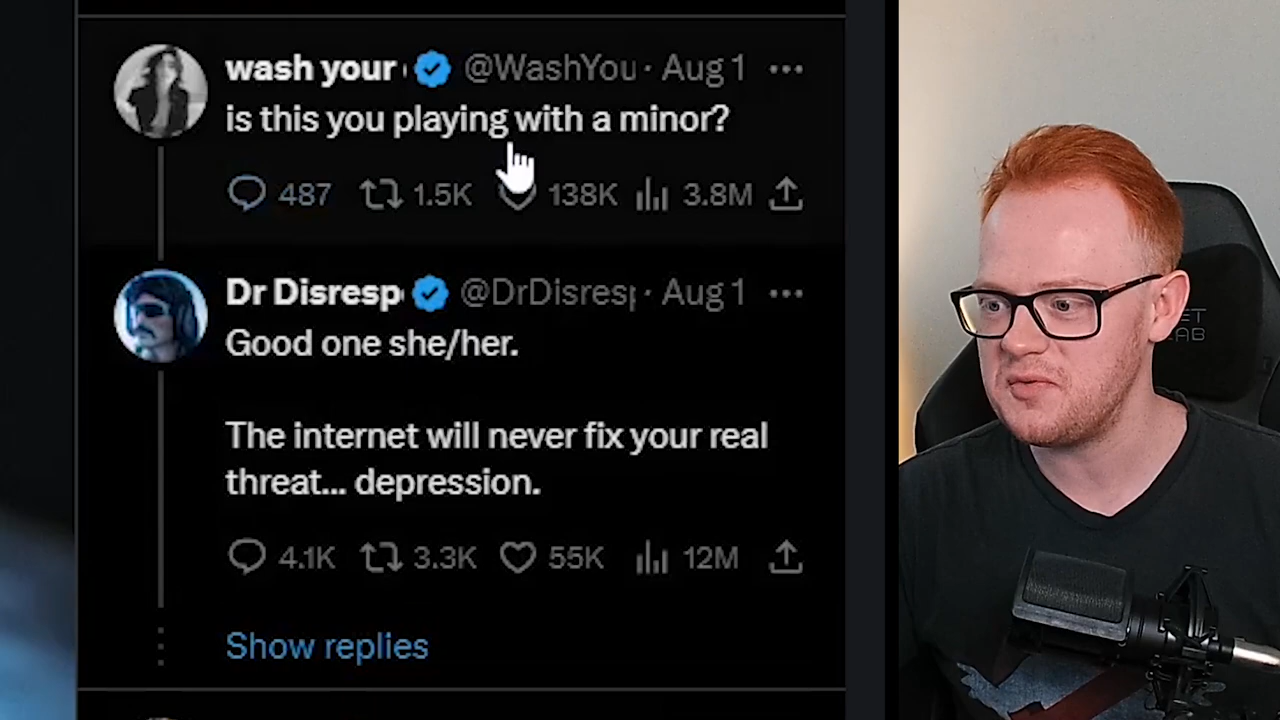 wash your @WashYou · Aug 1 ...
is this you playing with a minor?
487 1.5K 138K 3.8M
Dr Disresp @DrDisresp · Aug 1 ...
Good one she/her.
The internet will never fix your real
threat... depression.
4.1K 3.3K 55K 12M
Show replies